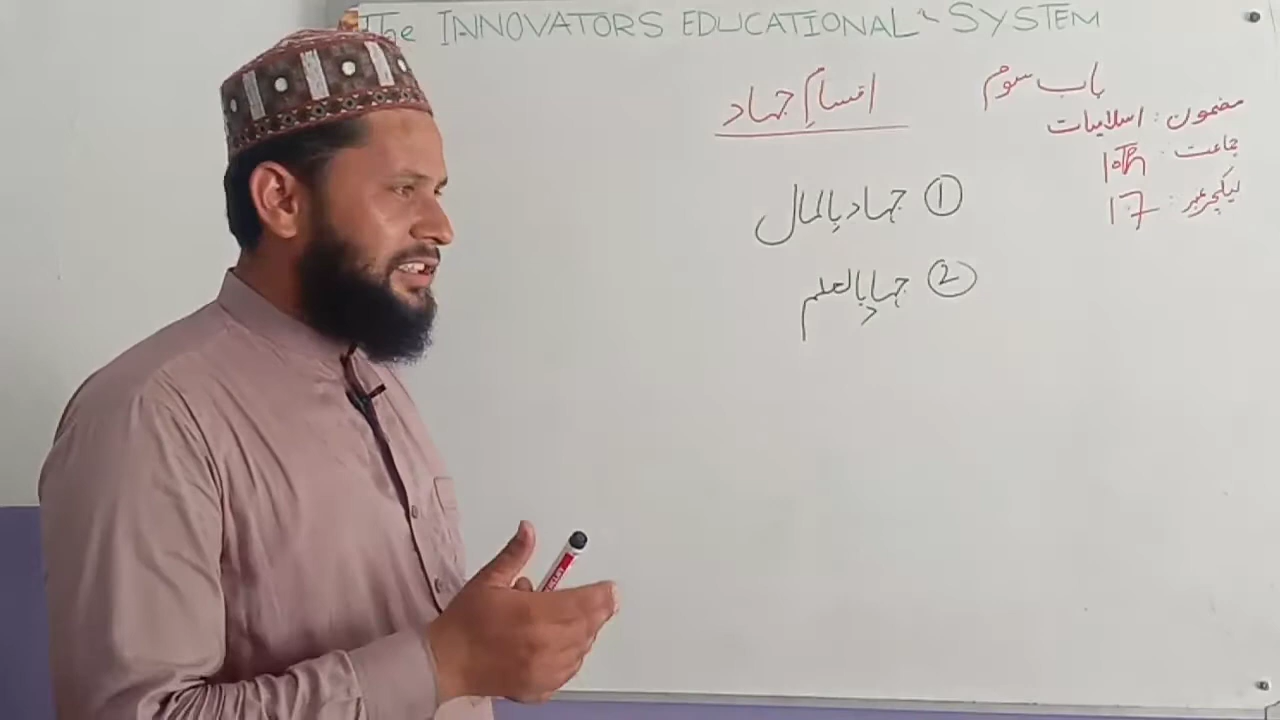 The INNOVATORS EDUCATIONAL SYSTEM
باب سوم
مضمون: اسلامیات
جماعت: 10Th
لیکچر نمبر: 17
اقسامِ جہاد
① جہاد بِالمال
② جہاد بالعلم